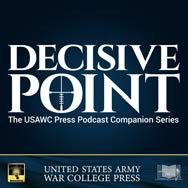 DECISIVE
POINT
The USAWC Press Podcast Companion Series
UNITED STATES ARMY
WAR COLLEGE PRESS